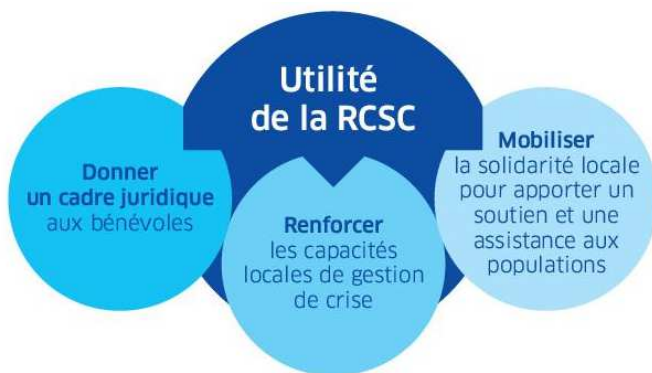 Utilité
de la RCSC
Donner
un cadre juridique
aux bénévoles
Renforcer
les capacités
locales de gestion
de crise
Mobiliser
la solidarité locale
pour apporter un
soutien et une
assistance aux
populations